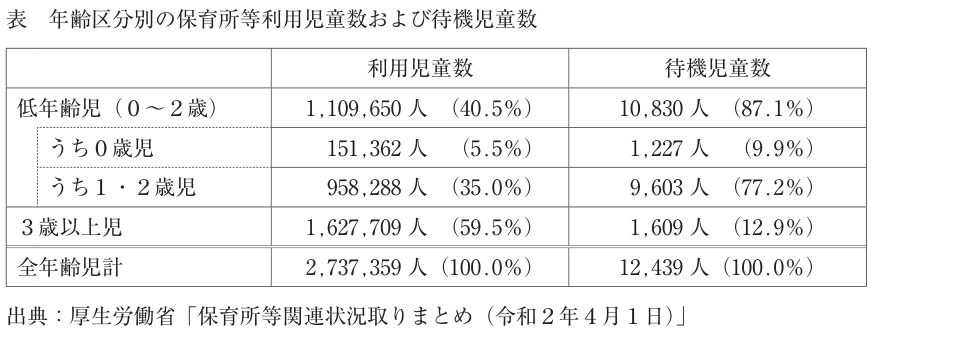 表　年齢区分別の保育所等利用児童数および待機児童数
利用児童数　待機児童数
低年齢児（０～２歳）　1,109,650 人　（40.5%）　10,830 人　（87.1%）
うち０歳児　151,362 人　（5.5%）　1,227 人　（9.9%）
うち１・２歳児　958,288 人　（35.0%）　9,603 人　（77.2%）
３歳以上児　1,627,709 人　（59.5%）　1,609 人　（12.9%）
全年齢児計　2,737,359 人（100.0%）　12,439 人（100.0%）
出典：厚生労働省「保育所等関連状況取りまとめ（令和２年４月１日）」